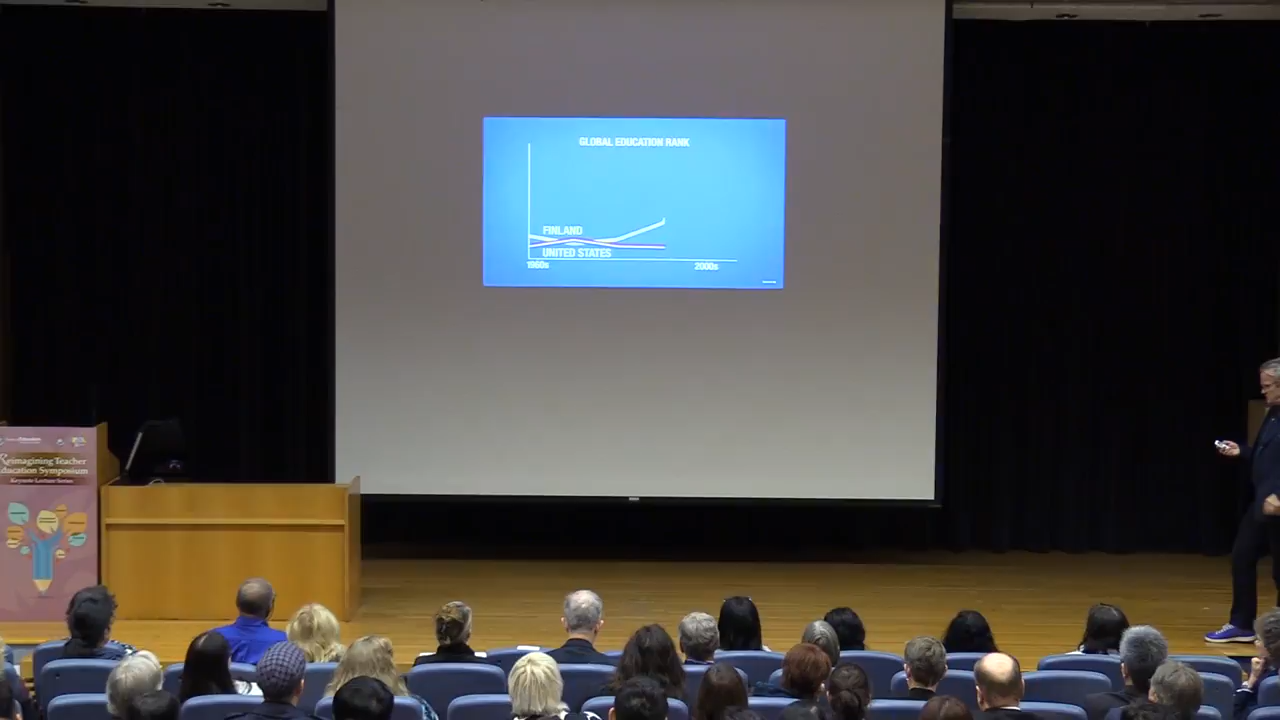 GLOBAL EDUCATION RANK
FINLAND
UNITED STATES
1960s
2000s
Reimagining Teacher
Education Symposium
Keynote Lecture Series